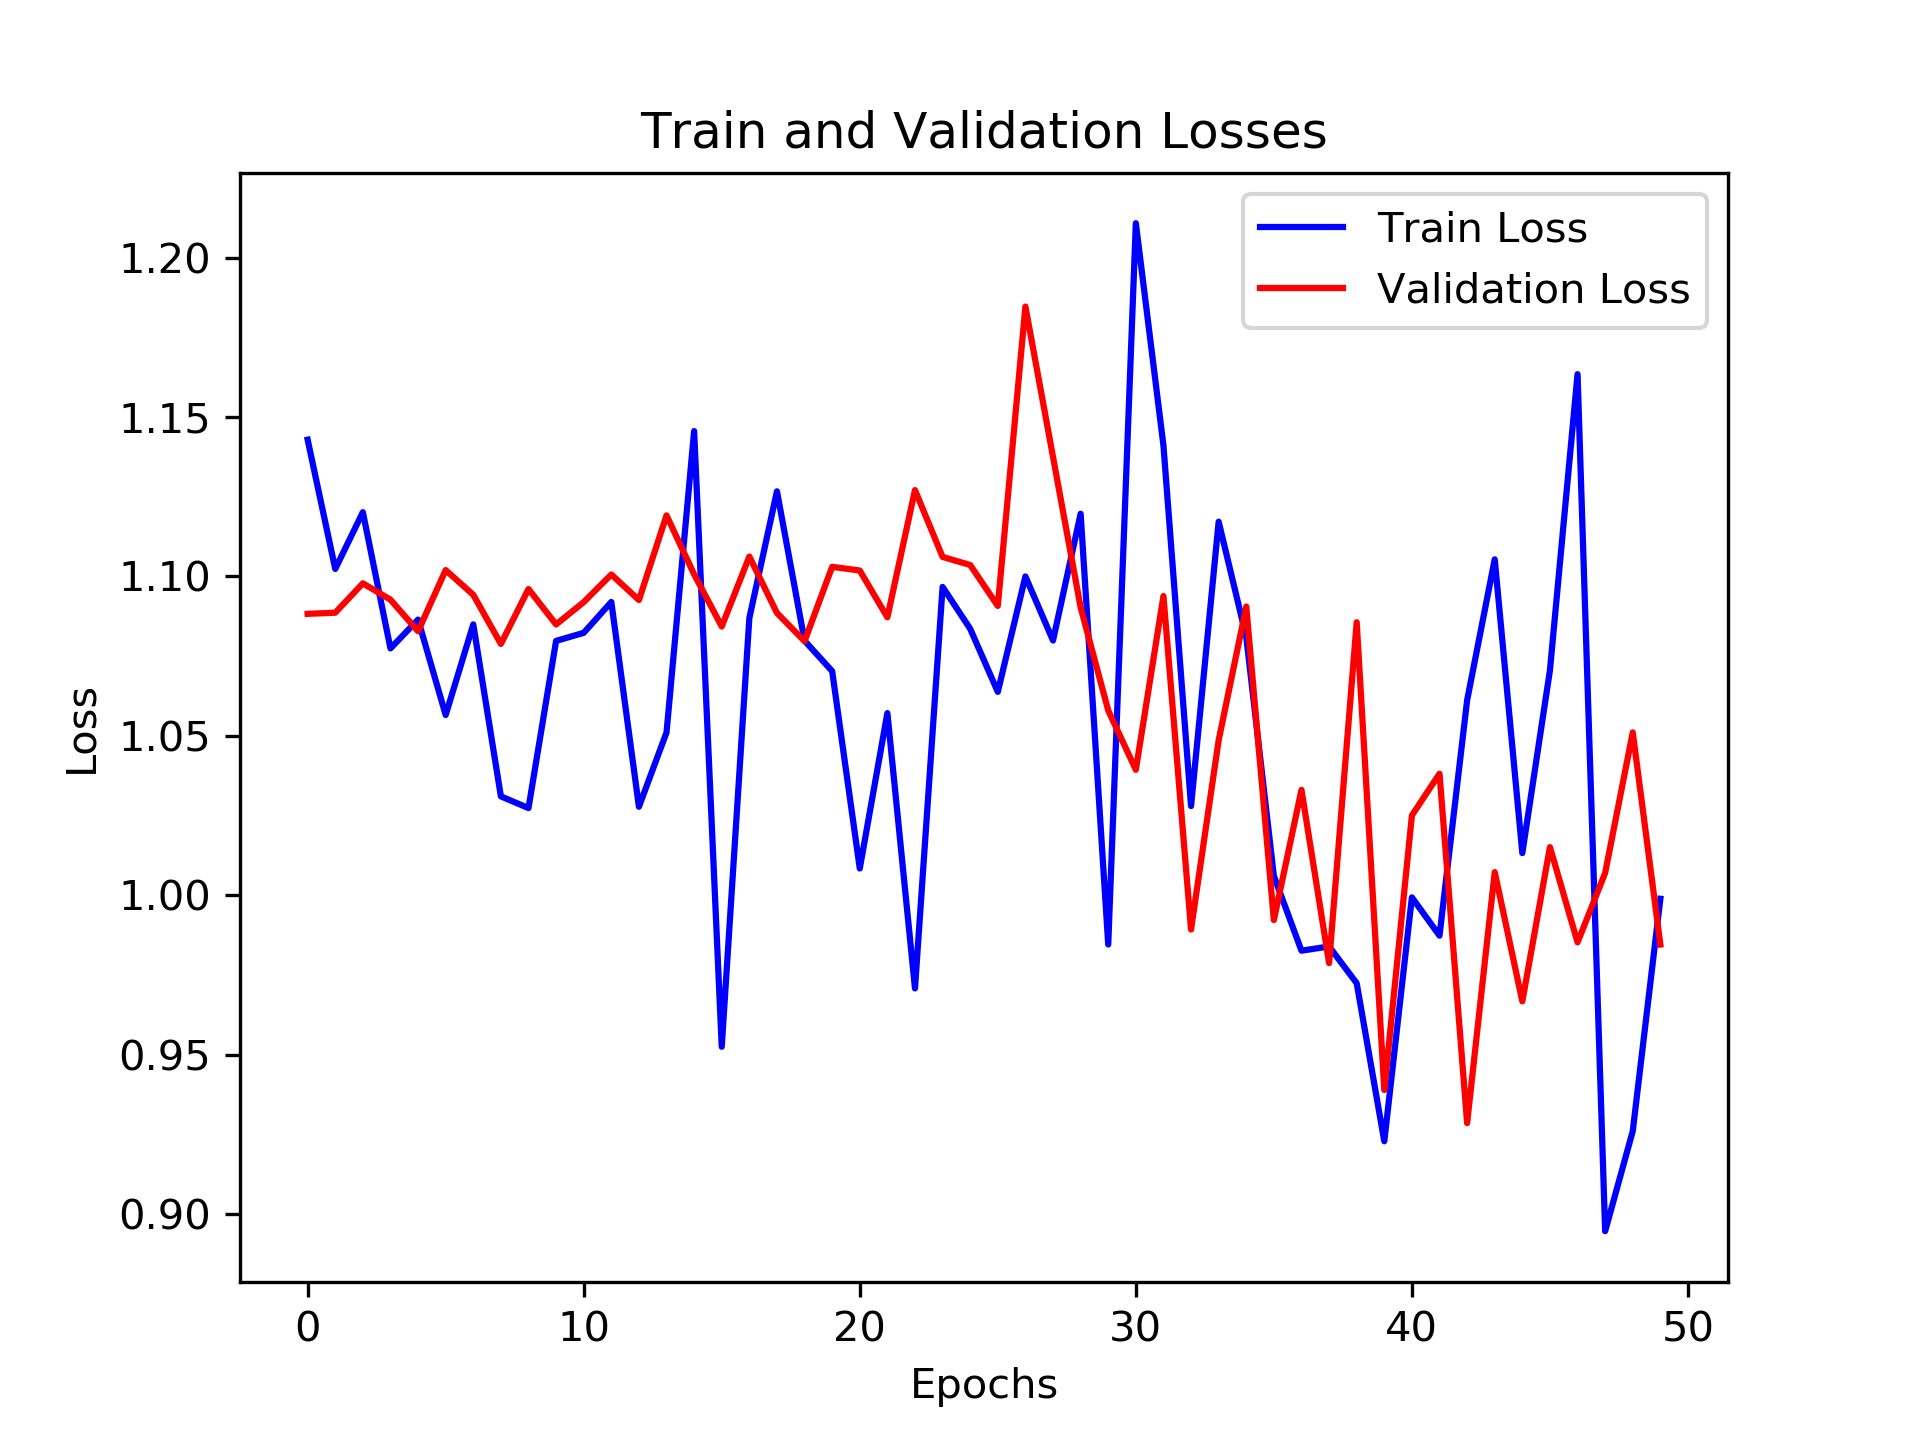 Train and Validation Losses
Train Loss
Validation Loss
1.20
1.15
1.10
1.05
1.00
0.95
0.90
Loss
0 10 20 30 40 50
Epochs